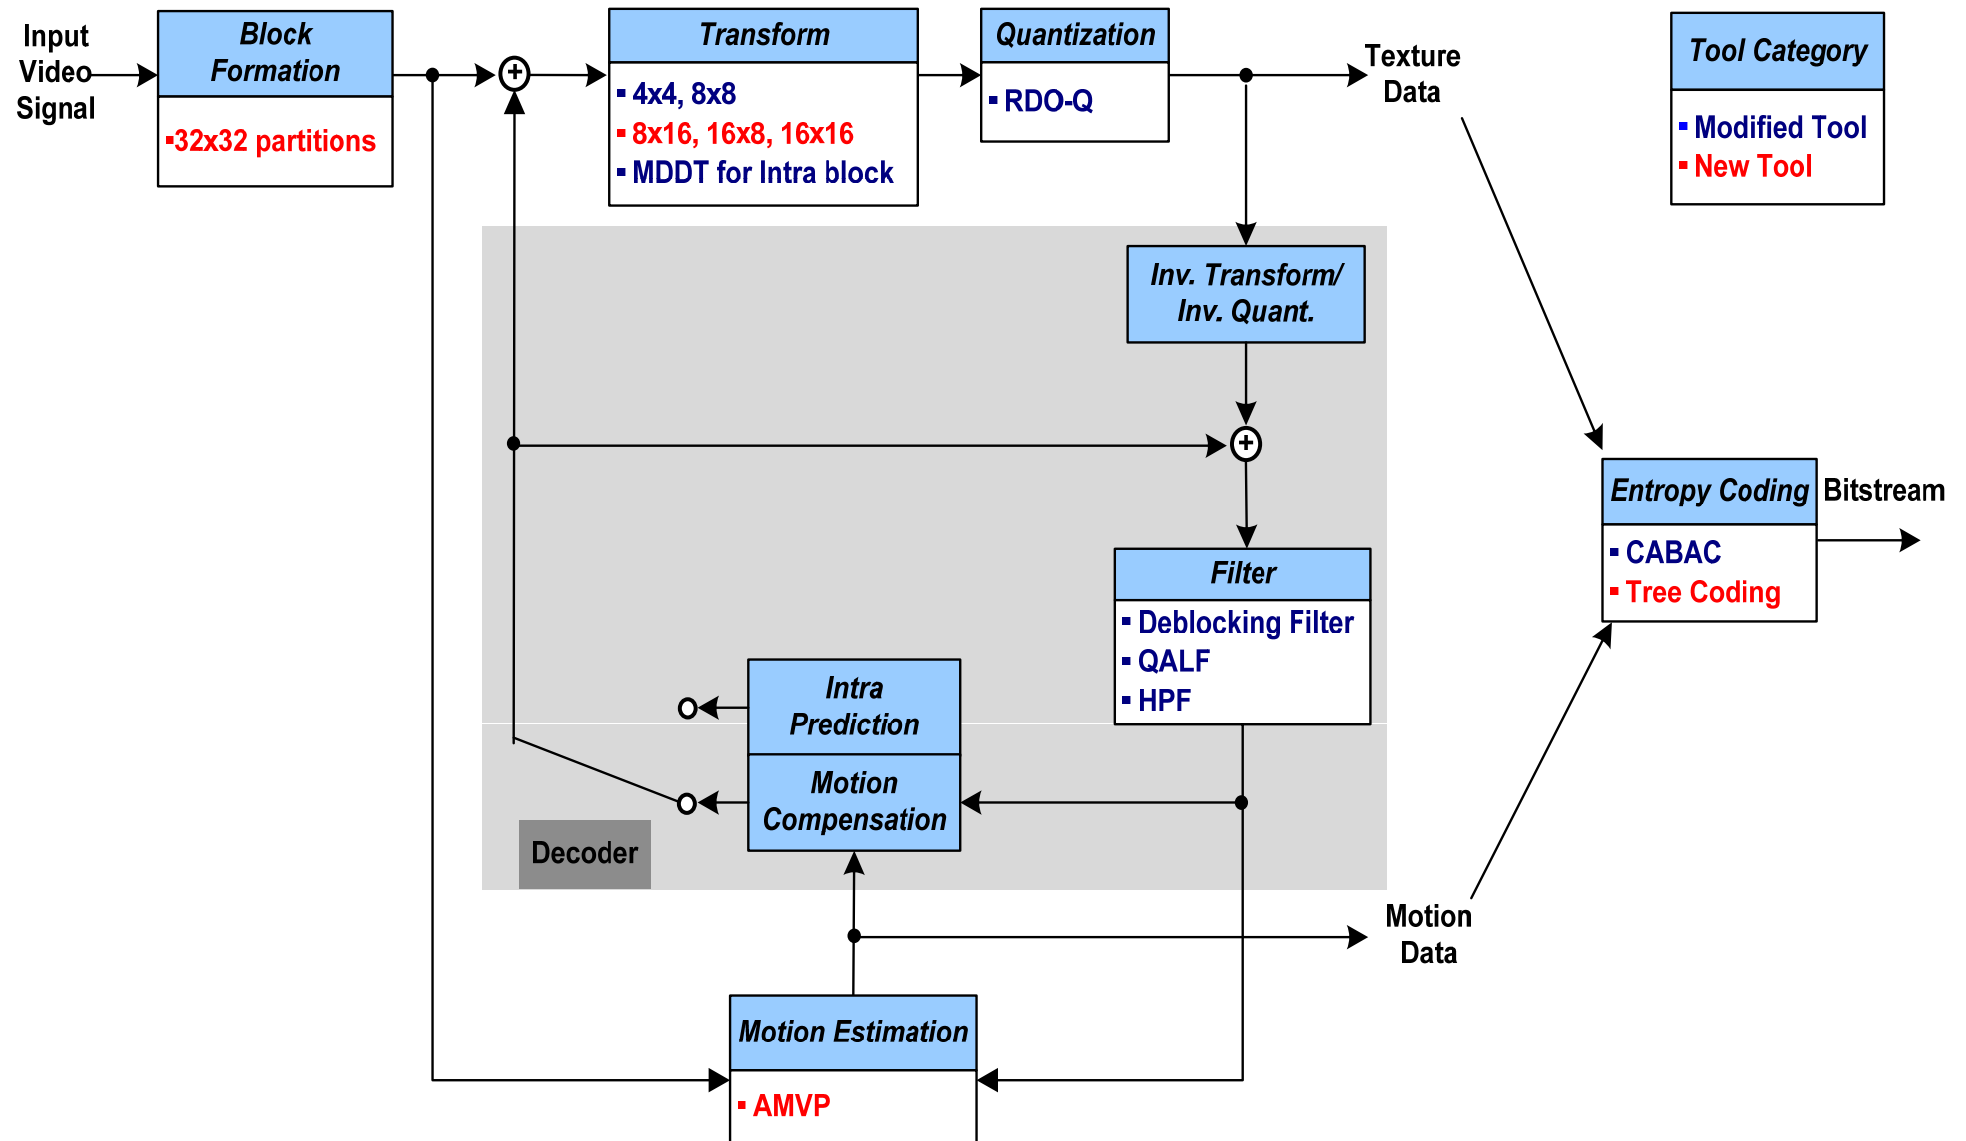 Input
Video
Signal
Block
Formation
▪32x32 partitions
+
Transform
▪ 4x4, 8x8
▪ 8x16, 16x8, 16x16
▪ MDDT for Intra block
Quantization
▪ RDO-Q
Texture
Data
Tool Category
▪ Modified Tool
▪ New Tool
Inv. Transform/
Inv. Quant.
+
Filter
▪ Deblocking Filter
▪ QALF
▪ HPF
Intra
Prediction
Motion
Compensation
Decoder
Entropy Coding
▪ CABAC
▪ Tree Coding
Bitstream
Motion
Data
Motion Estimation
▪ AMVP